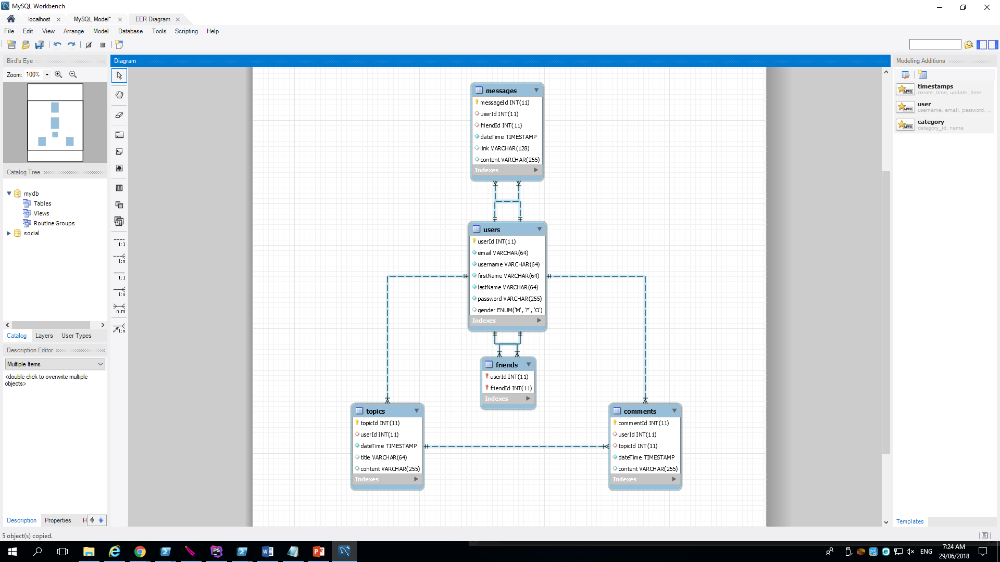 MySQL Workbench
localhost
MySQL Model*
EER Diagram
File Edit View Arrange Model Database Tools Scripting Help
Bird's Eye
Zoom: 100%
Catalog Tree
mydb
Tables
Views
Routine Groups
social
Catalog Layers User Types
Description Editor
Multiple Items
<double-click to overwrite multiple
objects>
Description Properties H
5 object(s) copied.
Diagram
1:1
1:n
1:1
1:n
n:m
1:n
messages
messageId INT(11)
userId INT(11)
friendId INT(11)
dateTime TIMESTAMP
link VARCHAR(128)
content VARCHAR(255)
Indexes
users
userId INT(11)
email VARCHAR(64)
username VARCHAR(64)
firstName VARCHAR(64)
lastName VARCHAR(64)
password VARCHAR(255)
gender ENUM('M', 'F', 'O')
Indexes
friends
userId INT(11)
friendId INT(11)
Indexes
topics
topicId INT(11)
userId INT(11)
dateTime TIMESTAMP
title VARCHAR(64)
content VARCHAR(255)
Indexes
comments
commentId INT(11)
userId INT(11)
topicId INT(11)
dateTime TIMESTAMP
content VARCHAR(255)
Indexes
Modeling Additions
timestamps
create_time, update_time
user
username, email, password, ...
category
category_id, name
Templates
ENG
7:24 AM
29/06/2018